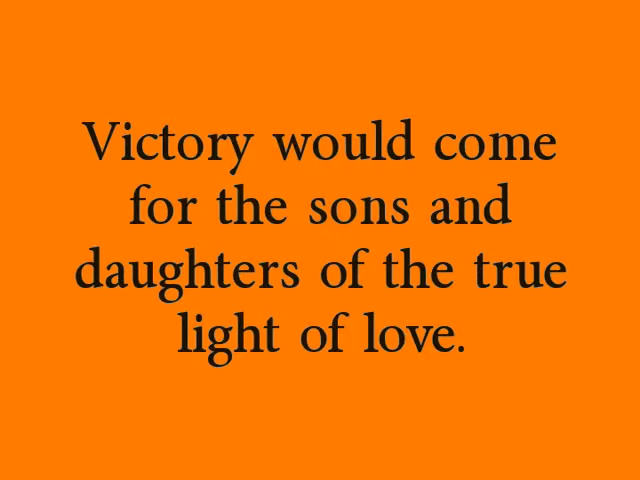 Victory would come
for the sons and
daughters of the true
light of love.